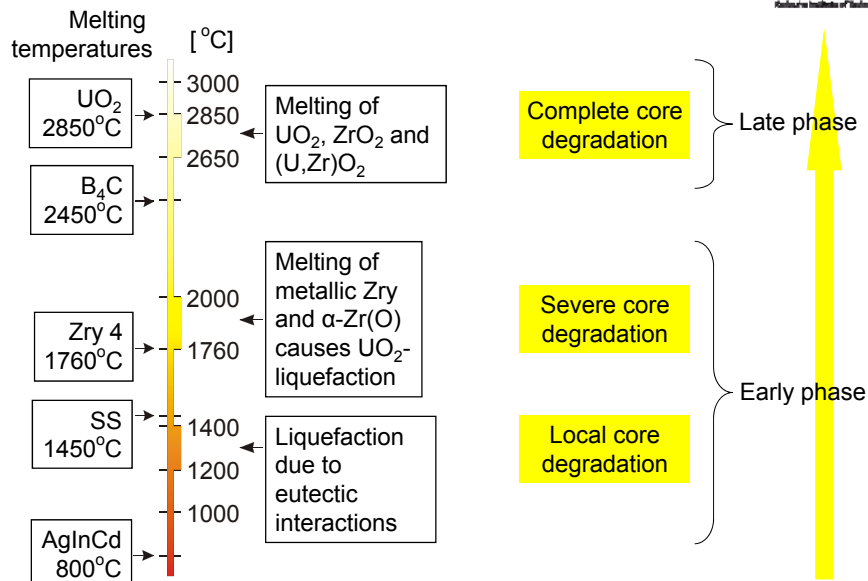 Melting
temperatures
[ °C]
UO₂
2850°C
B₄C
2450°C
Zry 4
1760°C
SS
1450°C
AgInCd
800°C
3000
2850
2650
2000
1760
1400
1200
1000
Melting of
UO₂, ZrO₂ and
(U,Zr)O₂
Melting of
metallic Zry
and α-Zr(O)
causes UO₂-
liquefaction
Liquefaction
due to
eutectic
interactions
Complete core
degradation
Severe core
degradation
Local core
degradation
Late phase
Early phase